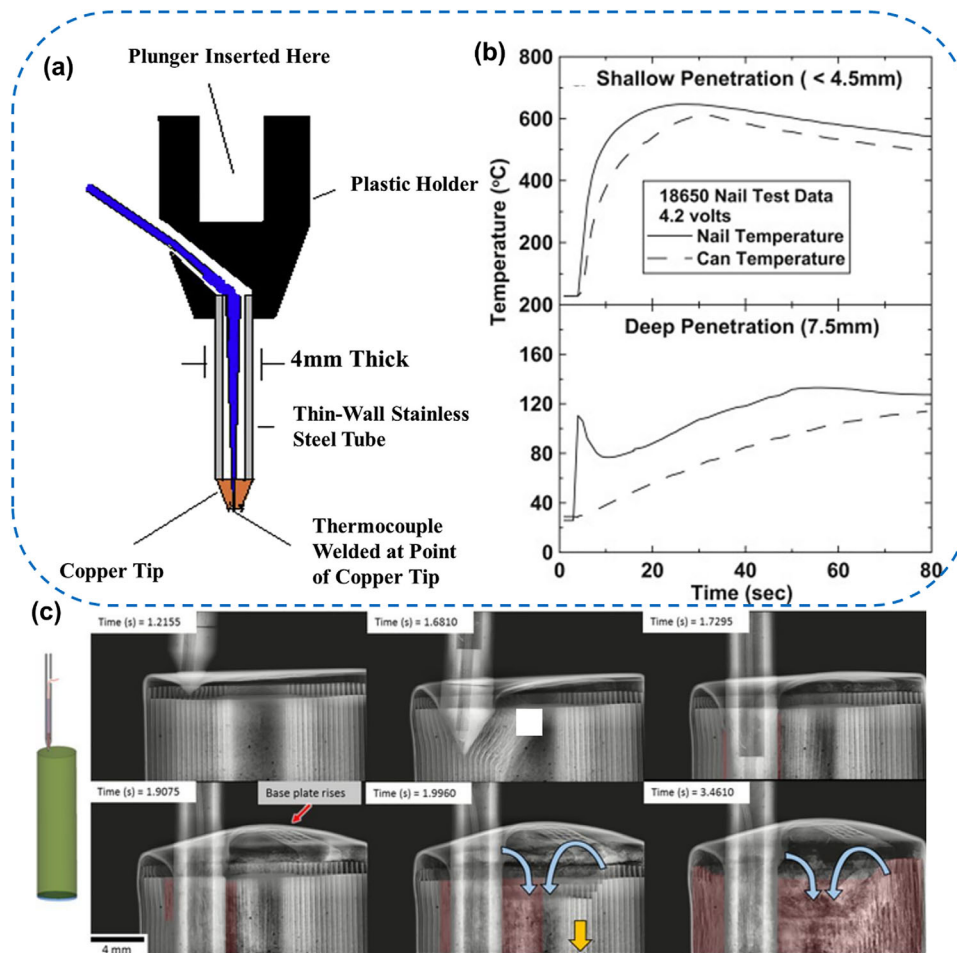 (a)
Plunger Inserted Here
Plastic Holder
4mm Thick
Thin-Wall Stainless
Steel Tube
Thermocouple
Welded at Point
of Copper Tip
Copper Tip
(b)
Temperature (°C)
800
600
400
200
0
Shallow Penetration ( < 4.5mm)
18650 Nail Test Data
4.2 volts
Nail Temperature
Can Temperature
200
160
120
80
40
0
Deep Penetration (7.5mm)
0
20
40
60
80
Time (sec)
(c)
Time (s) = 1.2155
Time (s) = 1.6810
Time (s) = 1.7295
Time (s) = 1.9075
Base plate rises
Time (s) = 1.9960
Time (s) = 3.4610
4 mm